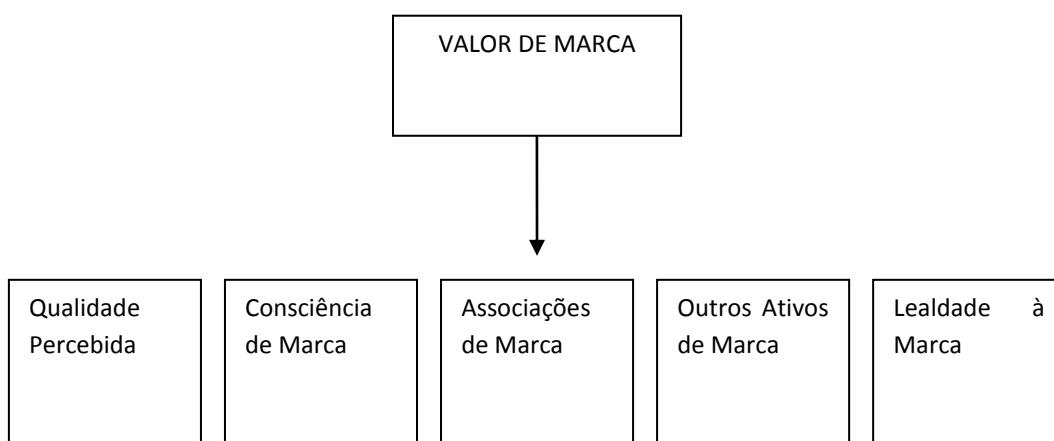 VALOR DE MARCA
Qualidade
Percebida
Consciência
de Marca
Associações
de Marca
Outros Ativos
de Marca
Lealdade à
Marca